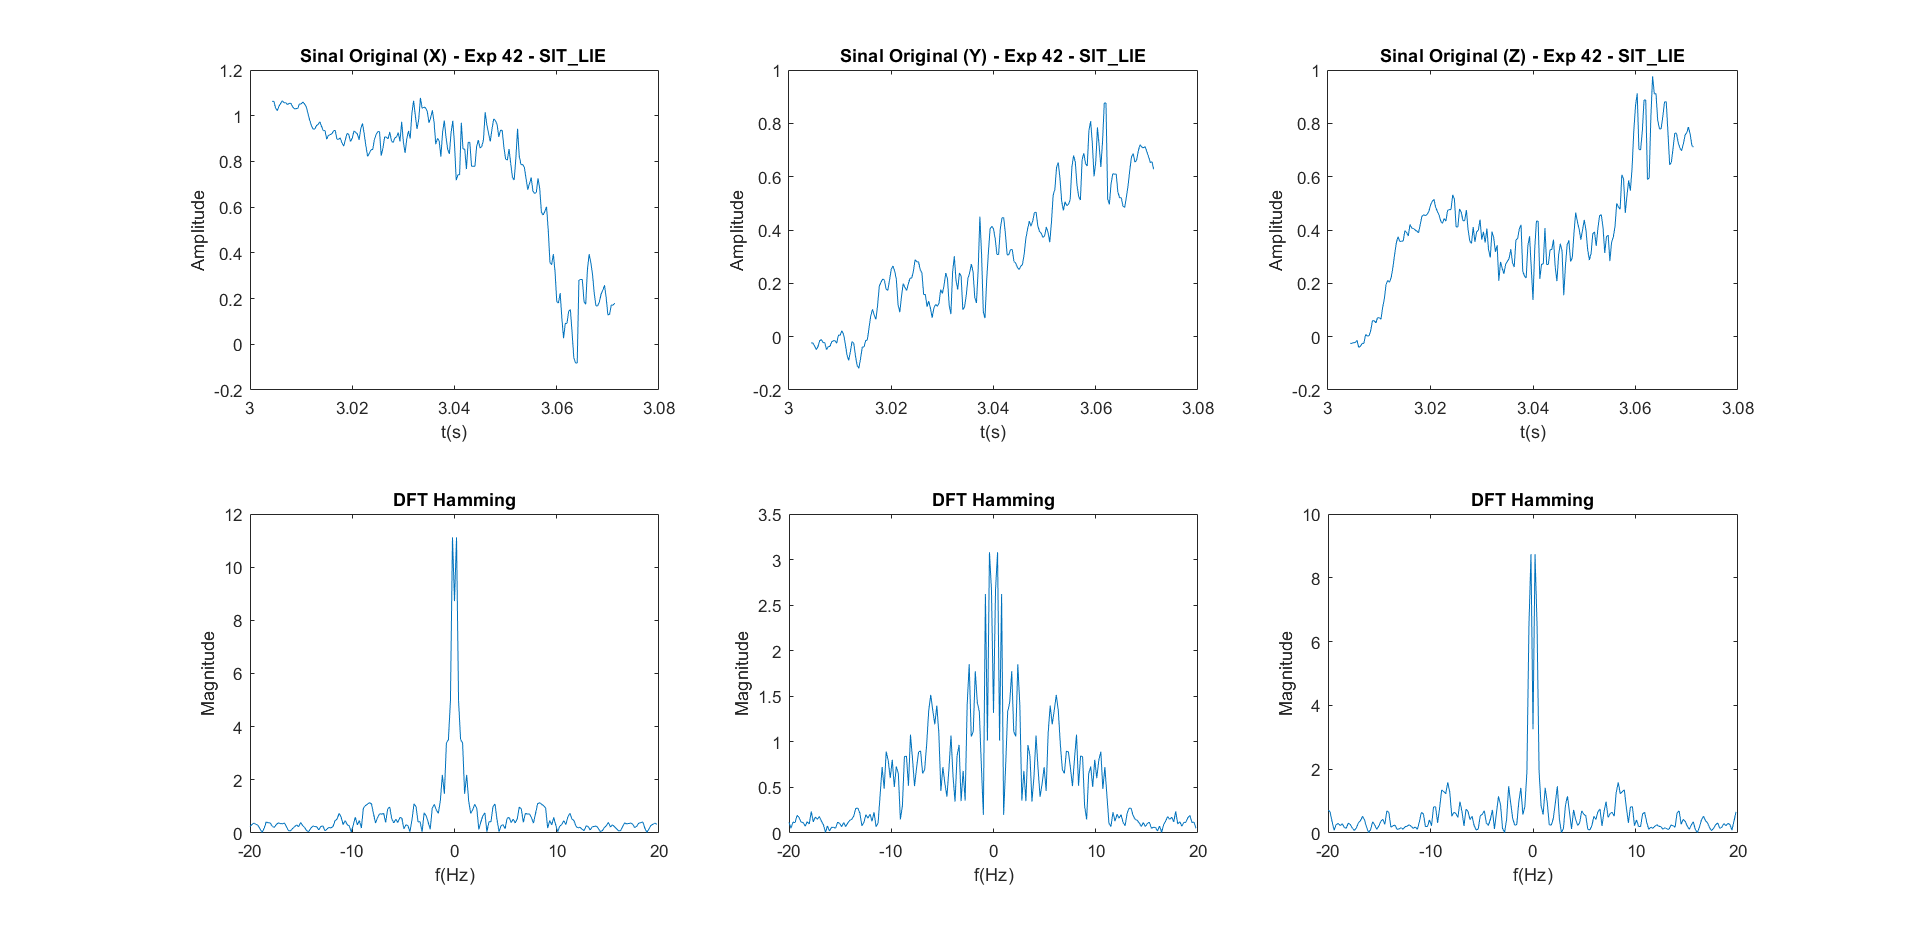 Sinal Original (X) - Exp 42 - SIT_LIE
1.2
1
0.8
0.6
0.4
0.2
0
-0.2
Amplitude
3 3.02 3.04 3.06 3.08
t(s)
Sinal Original (Y) - Exp 42 - SIT_LIE
1
0.8
0.6
0.4
0.2
0
-0.2
Amplitude
3 3.02 3.04 3.06 3.08
t(s)
Sinal Original (Z) - Exp 42 - SIT_LIE
1
0.8
0.6
0.4
0.2
0
-0.2
Amplitude
3 3.02 3.04 3.06 3.08
t(s)
DFT Hamming
12
10
8
6
4
2
0
Magnitude
-20 -10 0 10 20
f(Hz)
DFT Hamming
3.5
3
2.5
2
1.5
1
0.5
0
Magnitude
-20 -10 0 10 20
f(Hz)
DFT Hamming
10
8
6
4
2
0
Magnitude
-20 -10 0 10 20
f(Hz)